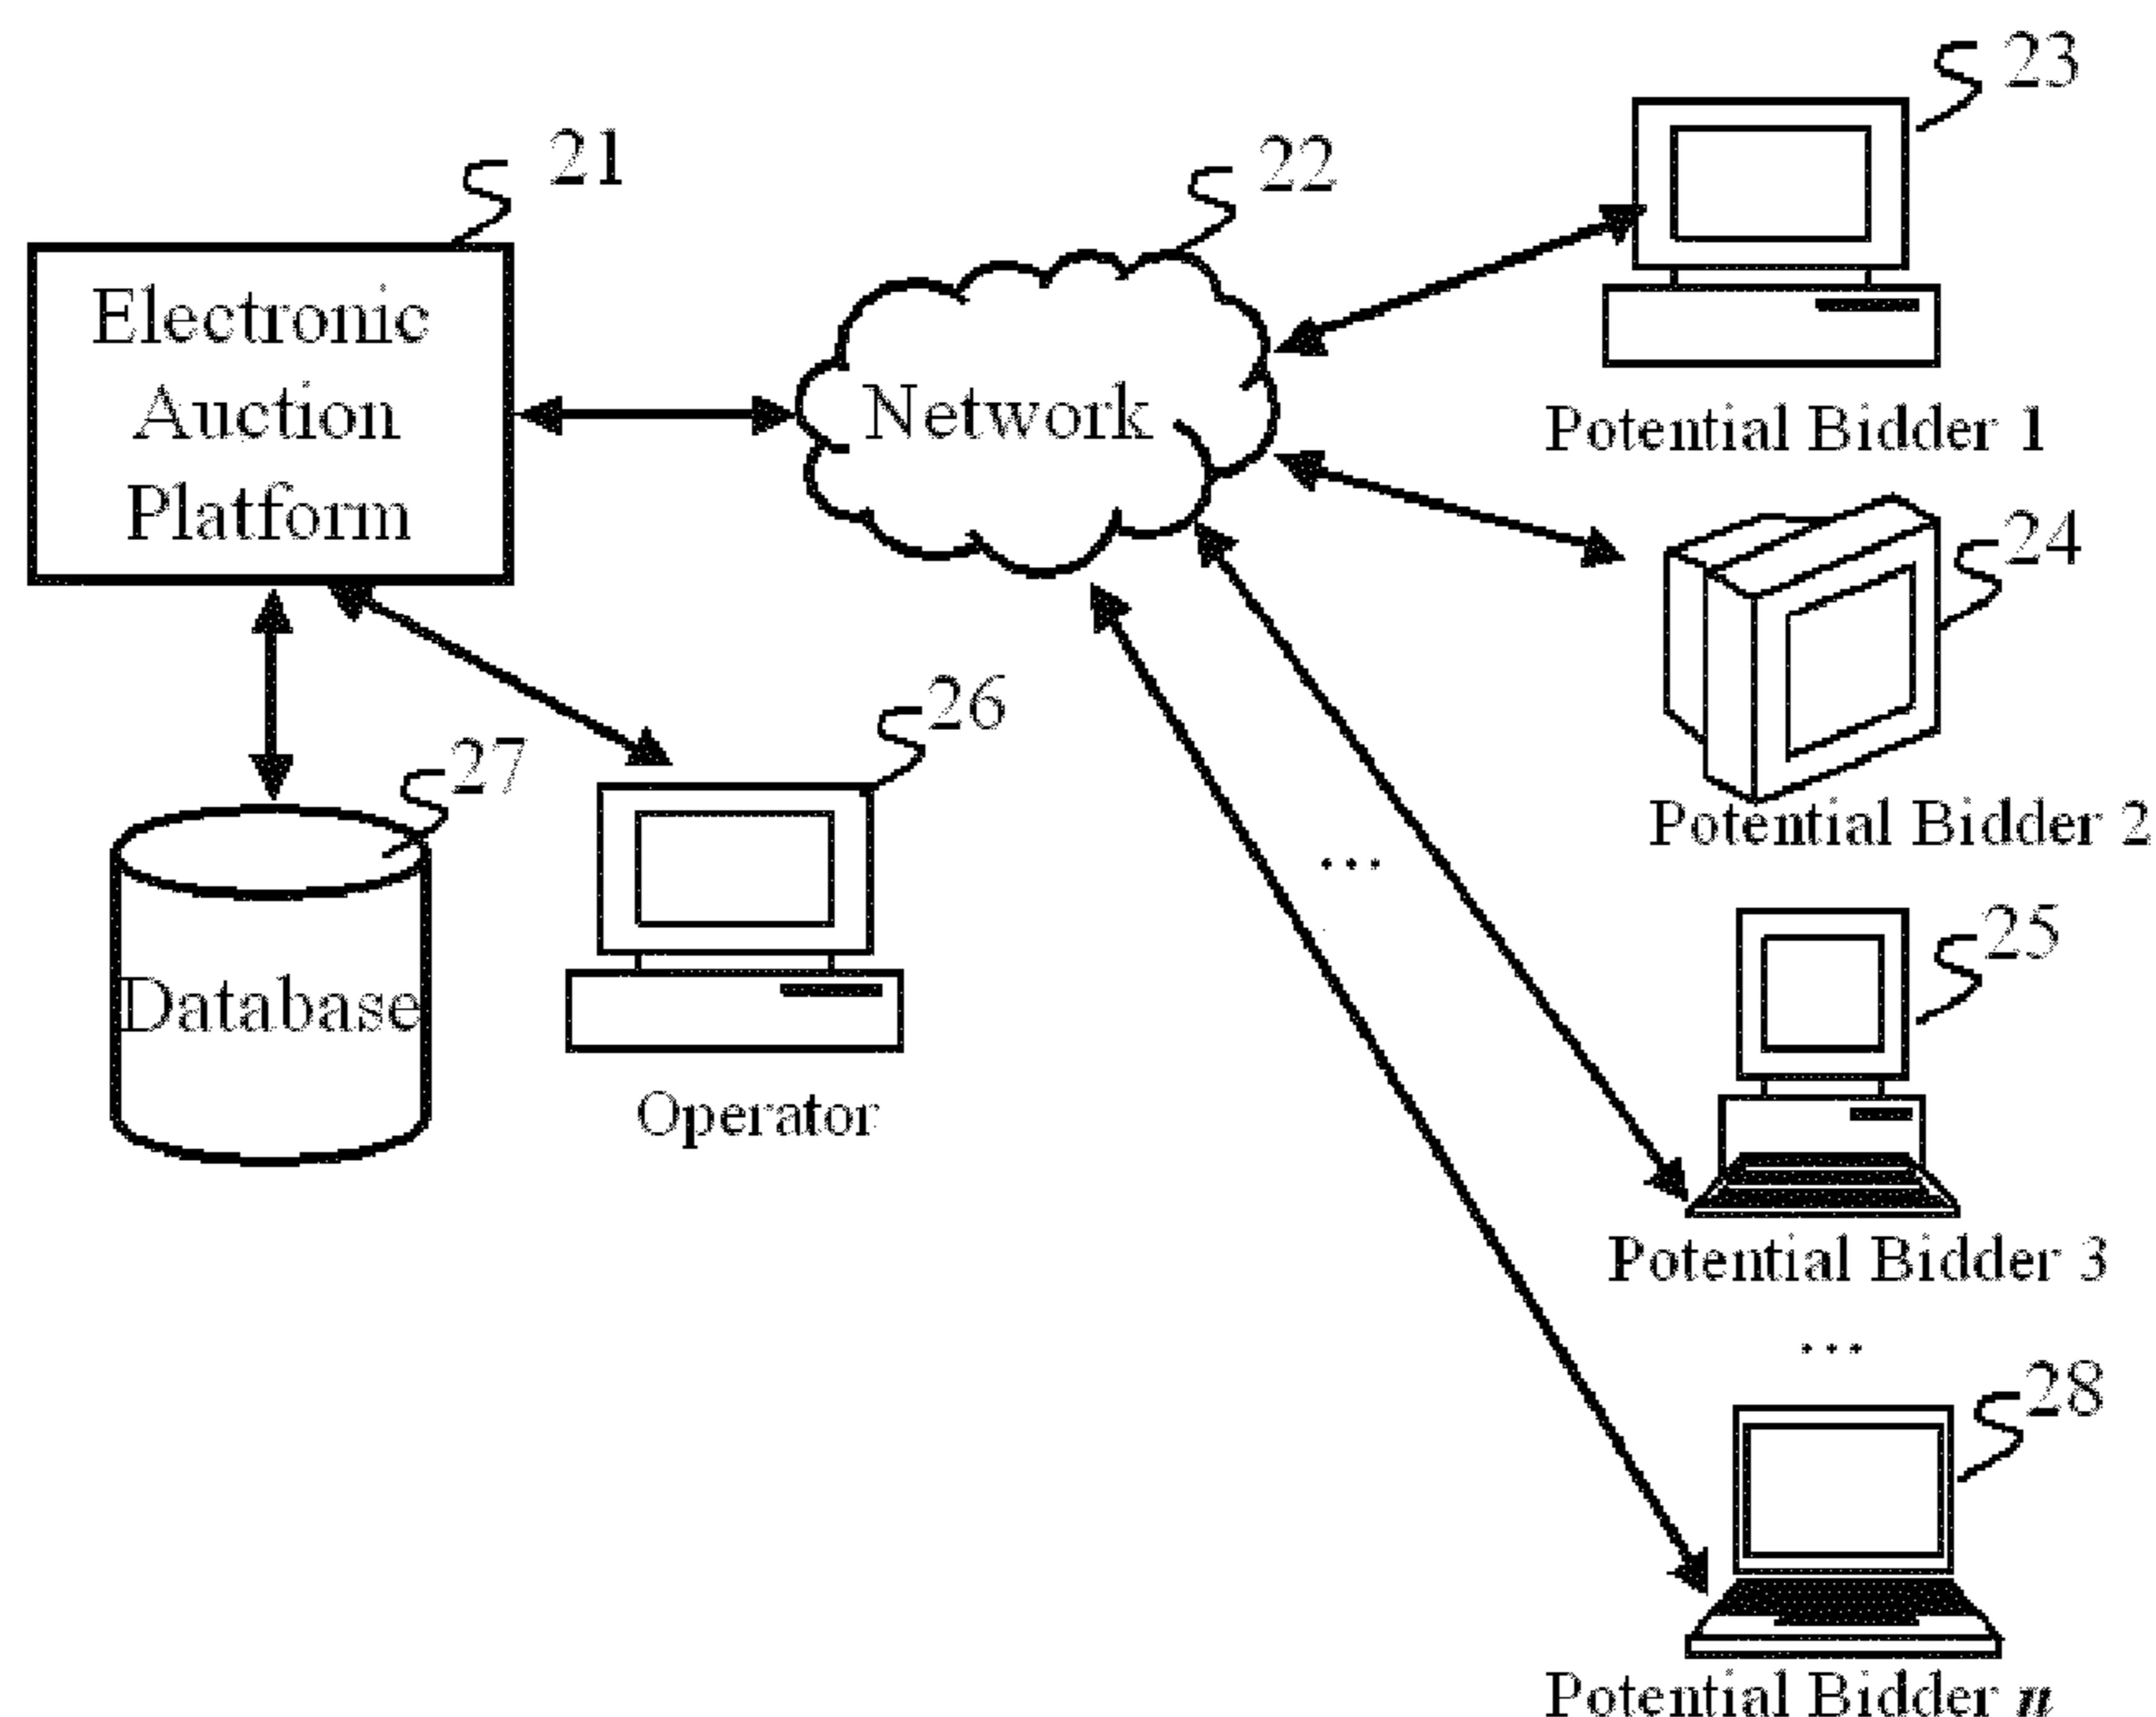 21
Electronic
Auction
Platform
22
Network
23
Potential Bidder 1
24
Potential Bidder 2
26
Operator
27
Database
...
25
Potential Bidder 3
...
28
Potential Bidder n